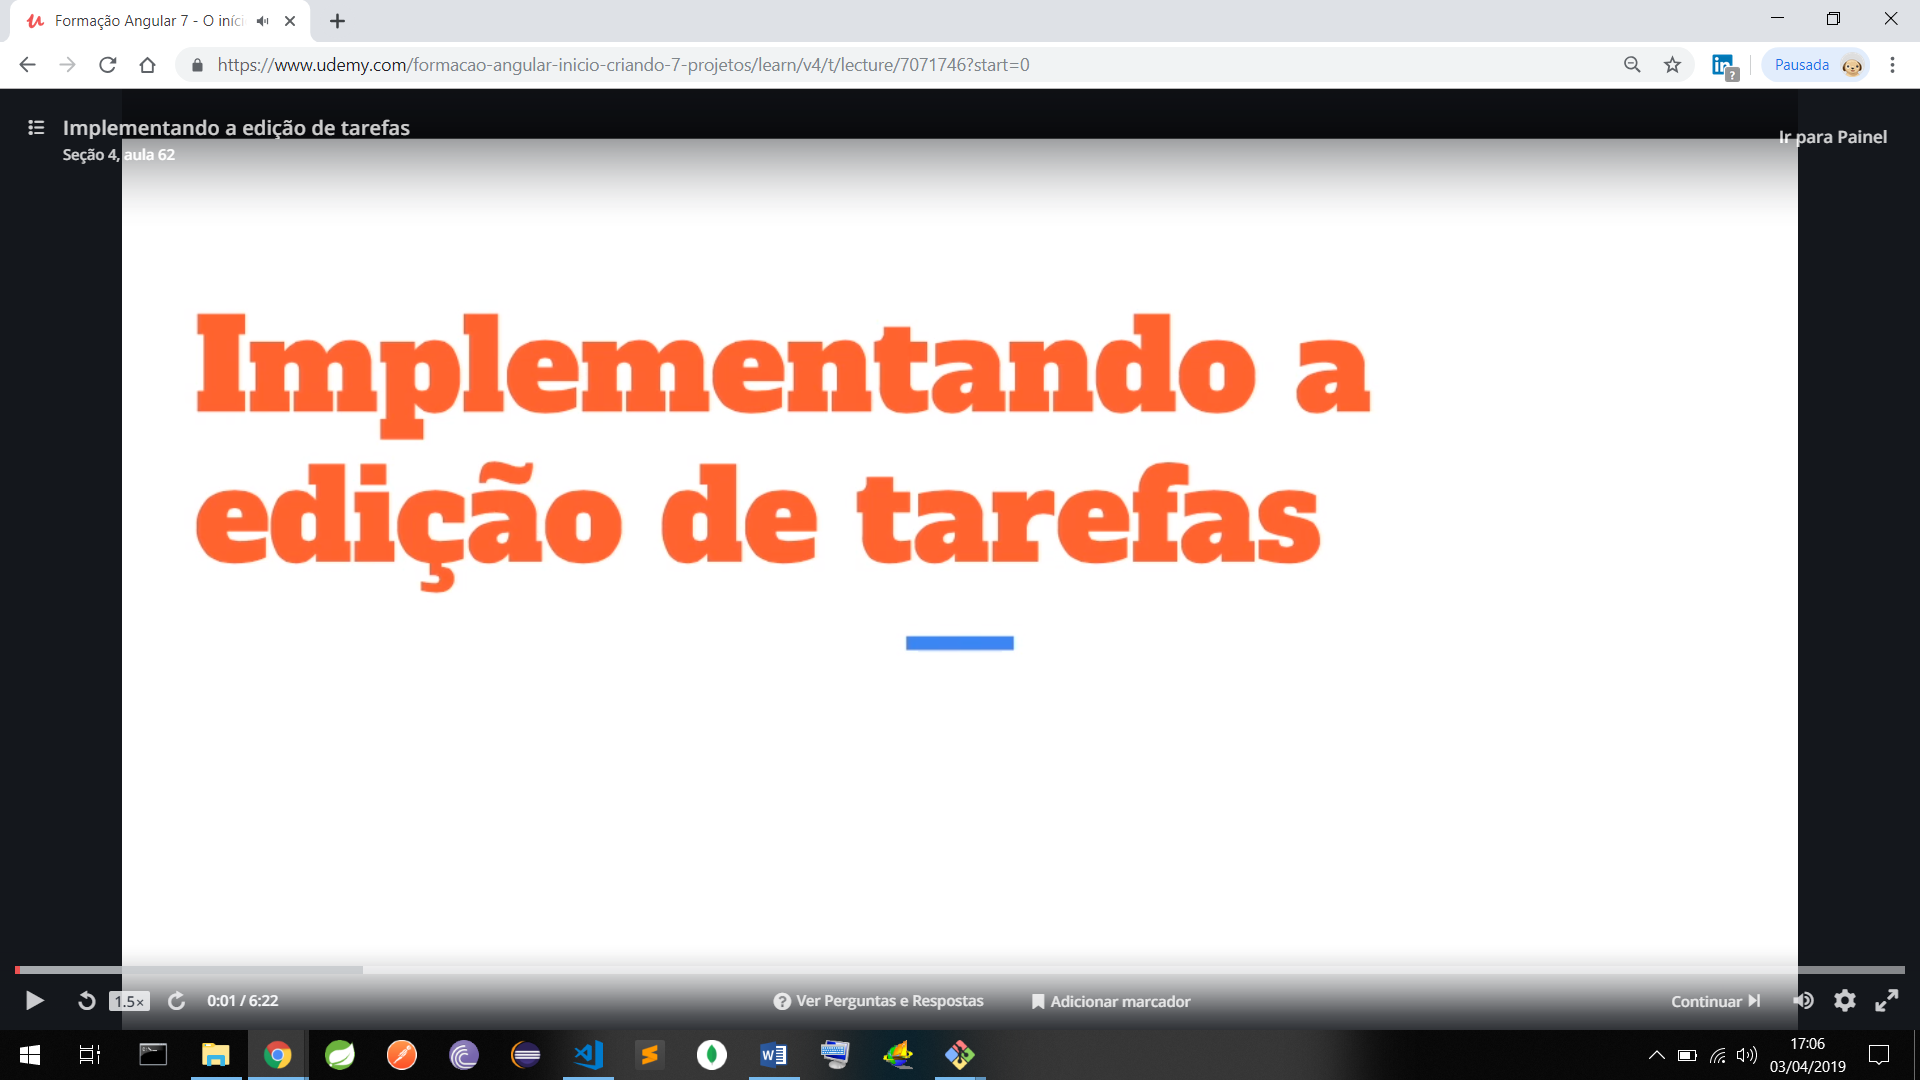 Formação Angular 7 - O iníci
https://www.udemy.com/formacao-angular-inicio-criando-7-projetos/learn/v4/t/lecture/7071746?start=0
Pausada
Implementando a edição de tarefas
Seção 4, aula 62
Ir para Painel
Implementando a
edição de tarefas
1.5×
0:01 / 6:22
Ver Perguntas e Respostas
Adicionar marcador
Continuar
17:06
03/04/2019